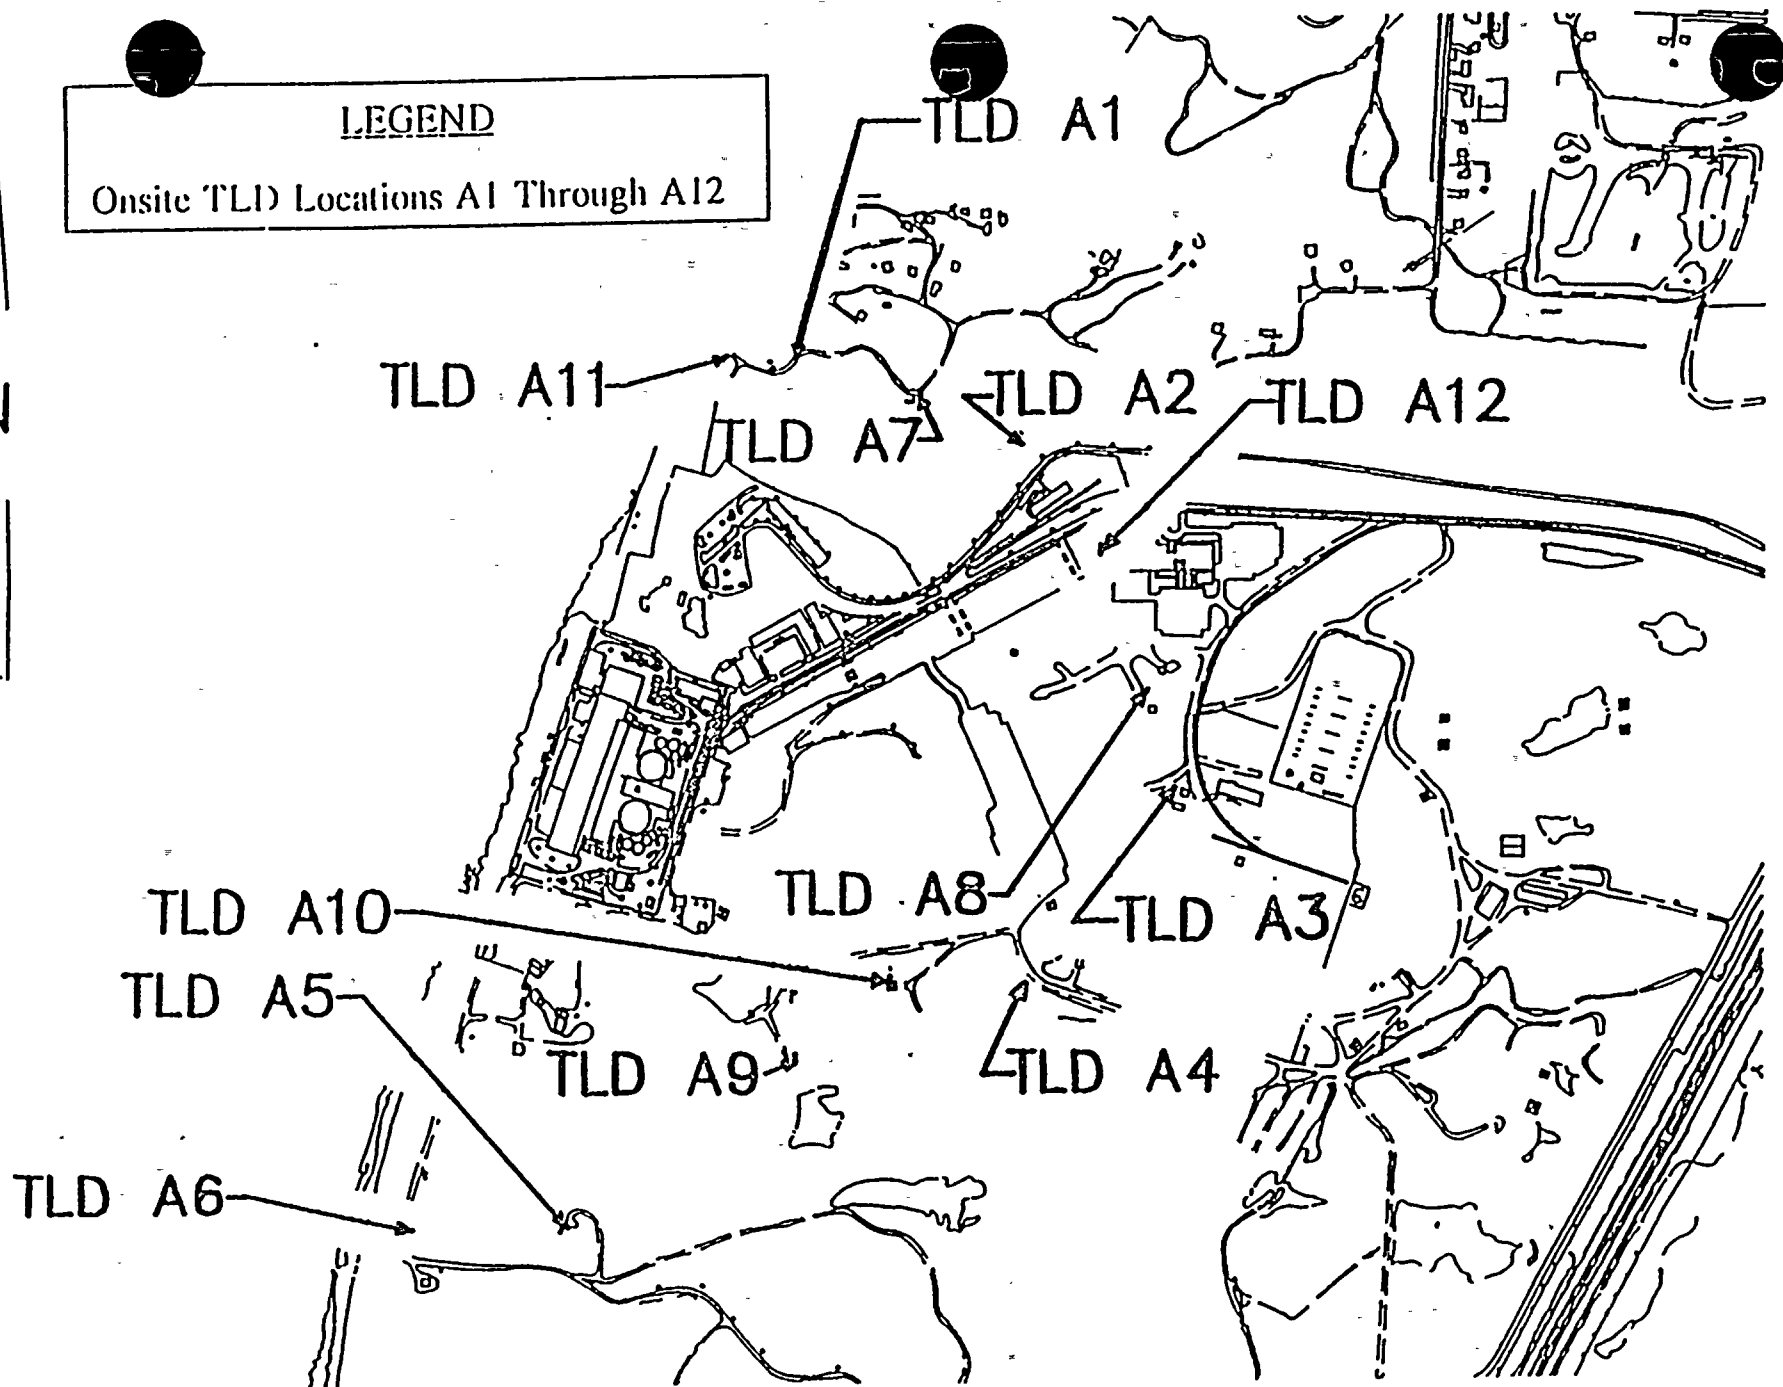 LEGEND
Onsite TLD Locations A1 Through A12
TLD A1
TLD A11
TLD A2
TLD A12
TLD A7
TLD A8
TLD A3
TLD A10
TLD A5
TLD A9
TLD A4
TLD A6